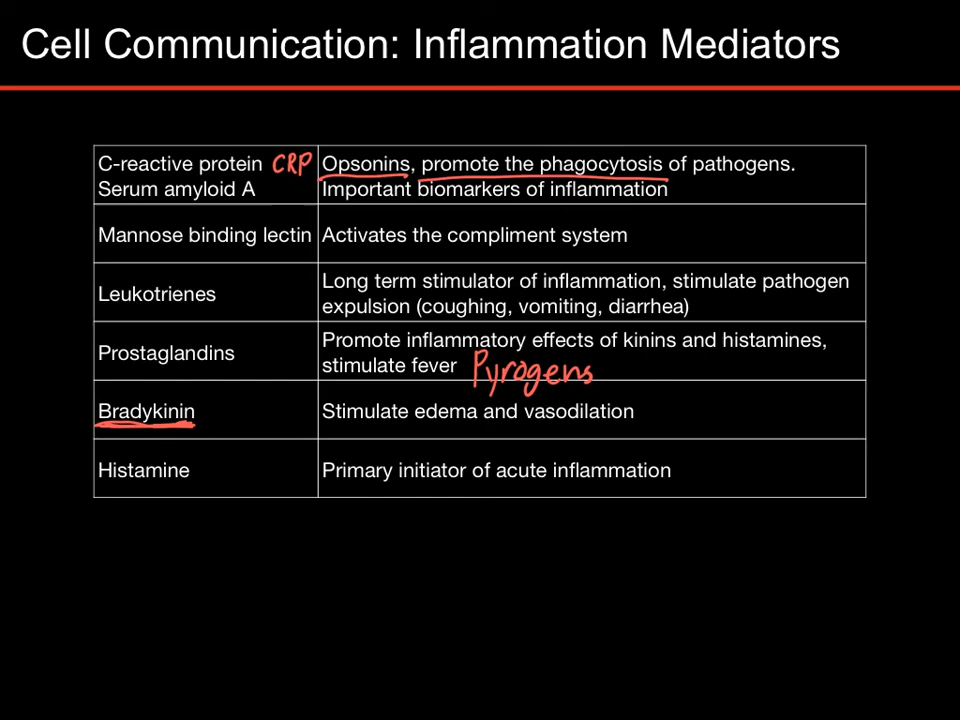 Cell Communication: Inflammation Mediators
C-reactive protein CRP
Serum amyloid A
Opsonins, promote the phagocytosis of pathogens.
Important biomarkers of inflammation
Mannose binding lectin
Activates the compliment system
Leukotrienes
Long term stimulator of inflammation, stimulate pathogen
expulsion (coughing, vomiting, diarrhea)
Prostaglandins
Promote inflammatory effects of kinins and histamines,
stimulate fever Pyrogens
Bradykinin
Stimulate edema and vasodilation
Histamine
Primary initiator of acute inflammation